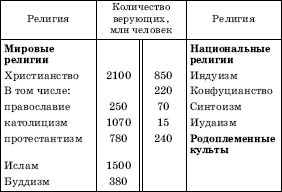 Религия Количество верующих, млн человек Религия
Мировые религии Национальные религии
Христианство 2100 850 Индуизм
В том числе: 220 Конфуцианство
православие 250 70 Синтоизм
католицизм 1070 15 Иудаизм
протестантизм 780 240 Родоплеменные культы
Ислам 1500
Буддизм 380